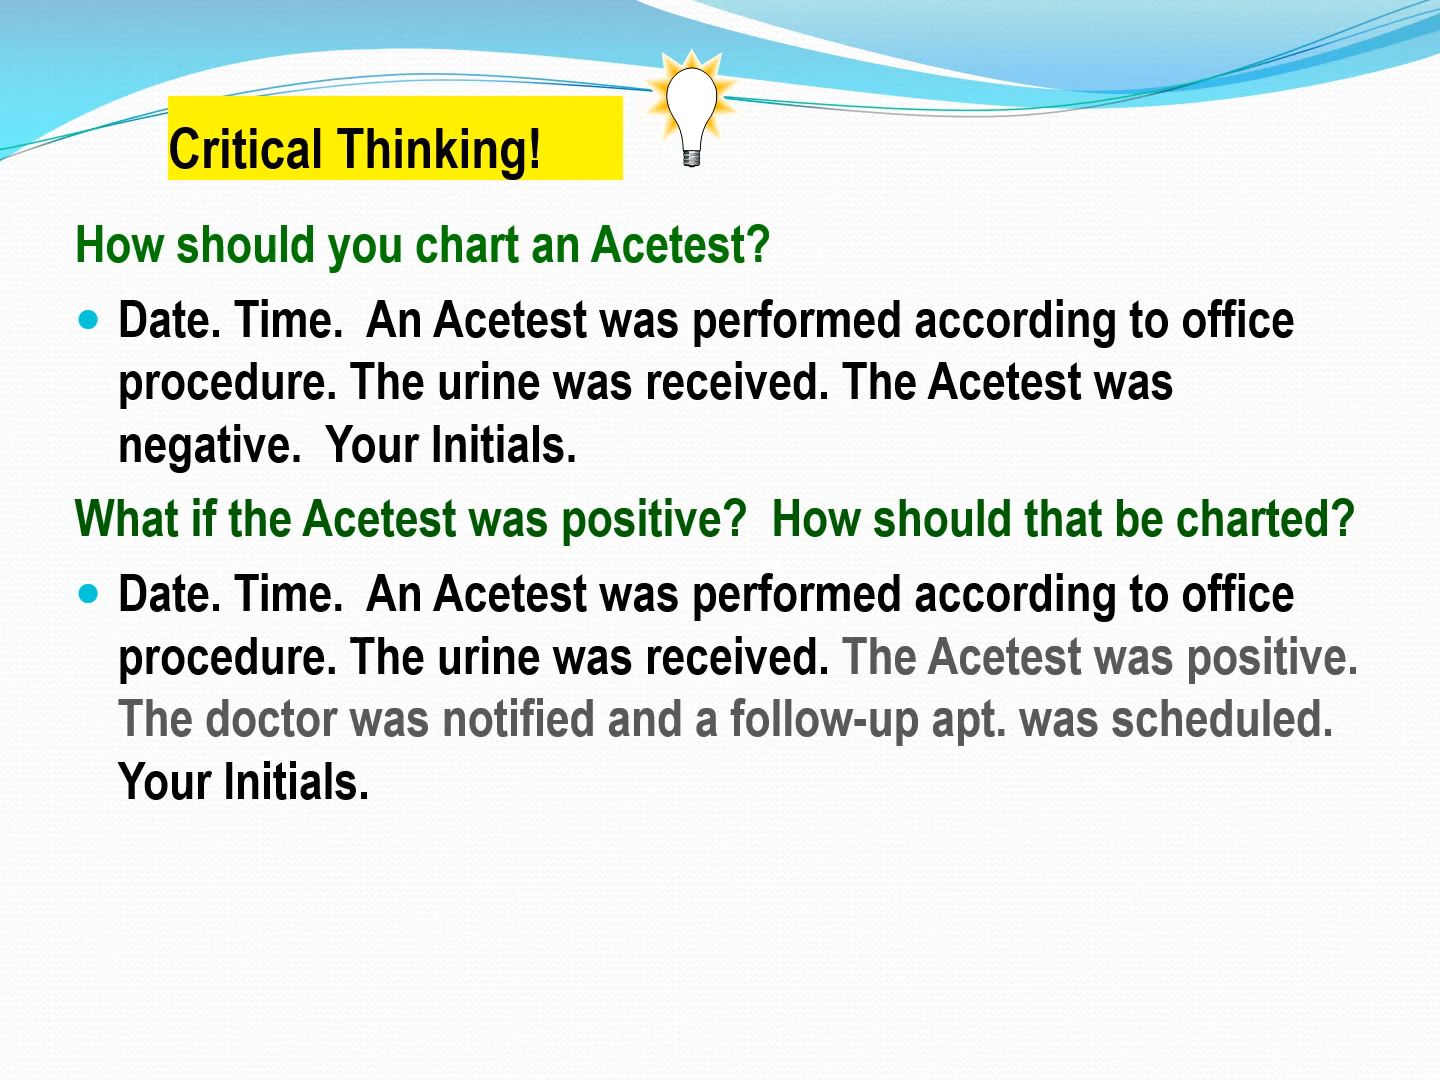 Critical Thinking!
How should you chart an Acetest?
• Date. Time.  An Acetest was performed according to office
procedure. The urine was received. The Acetest was
negative.  Your Initials.
What if the Acetest was positive?  How should that be charted?
• Date. Time.  An Acetest was performed according to office
procedure. The urine was received. The Acetest was positive.
The doctor was notified and a follow-up apt. was scheduled.
Your Initials.